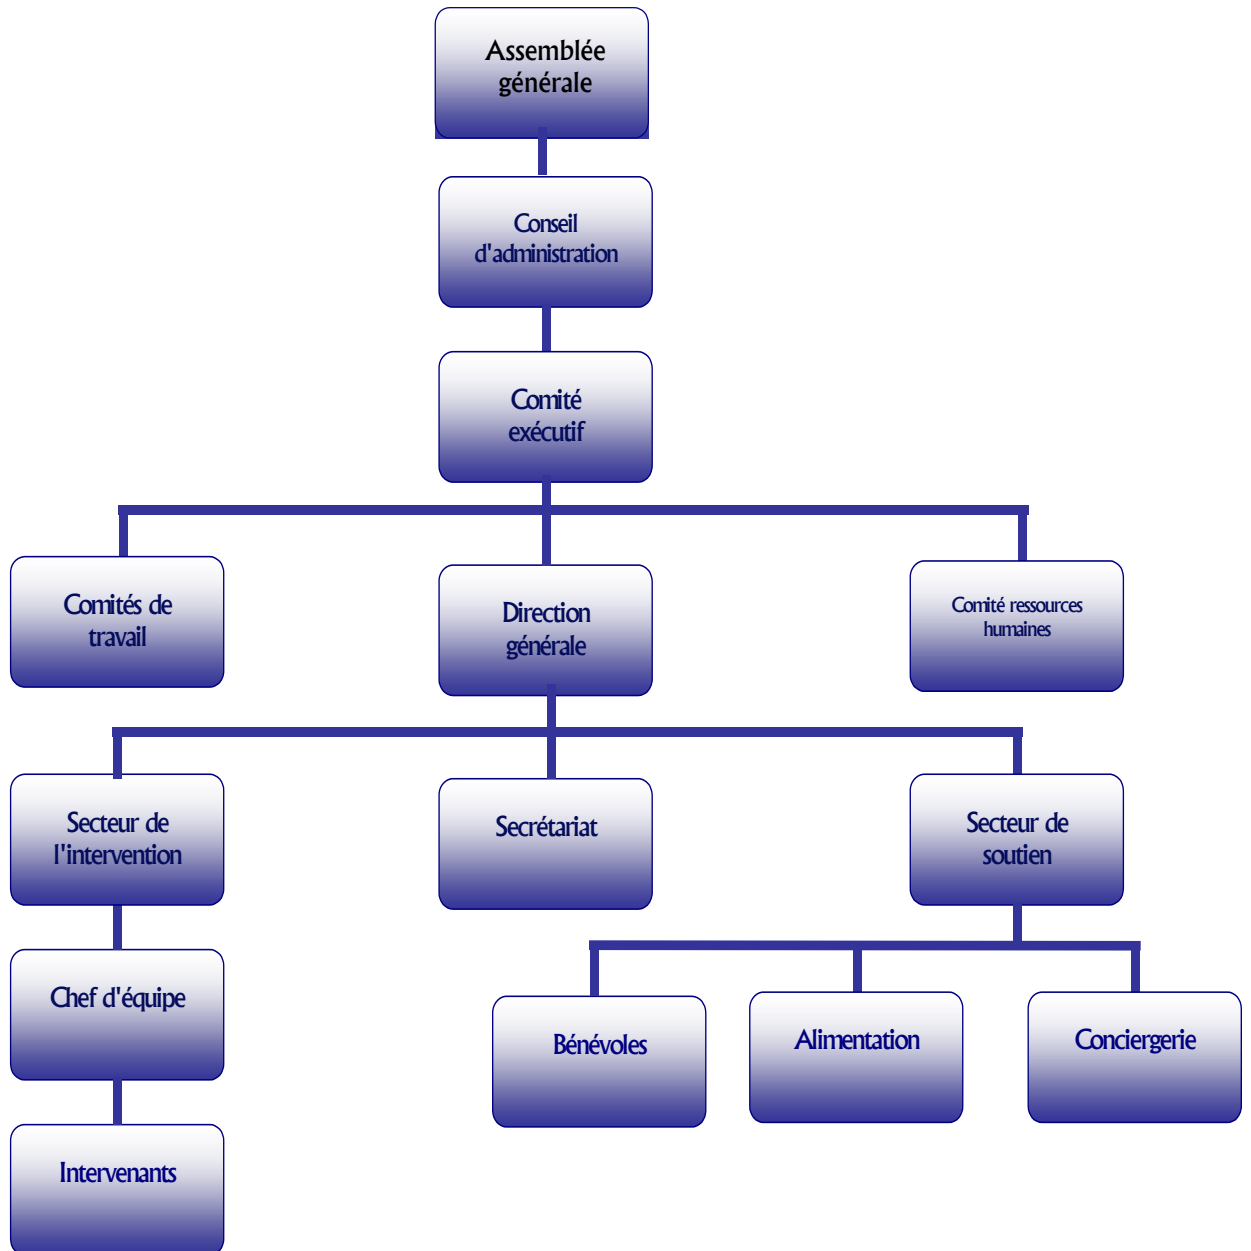 Assemblée
générale
Conseil
d'administration
Comité
exécutif
Comités de
travail
Direction
générale
Comité ressources
humaines
Secteur de
l'intervention
Secrétariat
Secteur de
soutien
Chef d'équipe
Bénévoles
Alimentation
Conciergerie
Intervenants